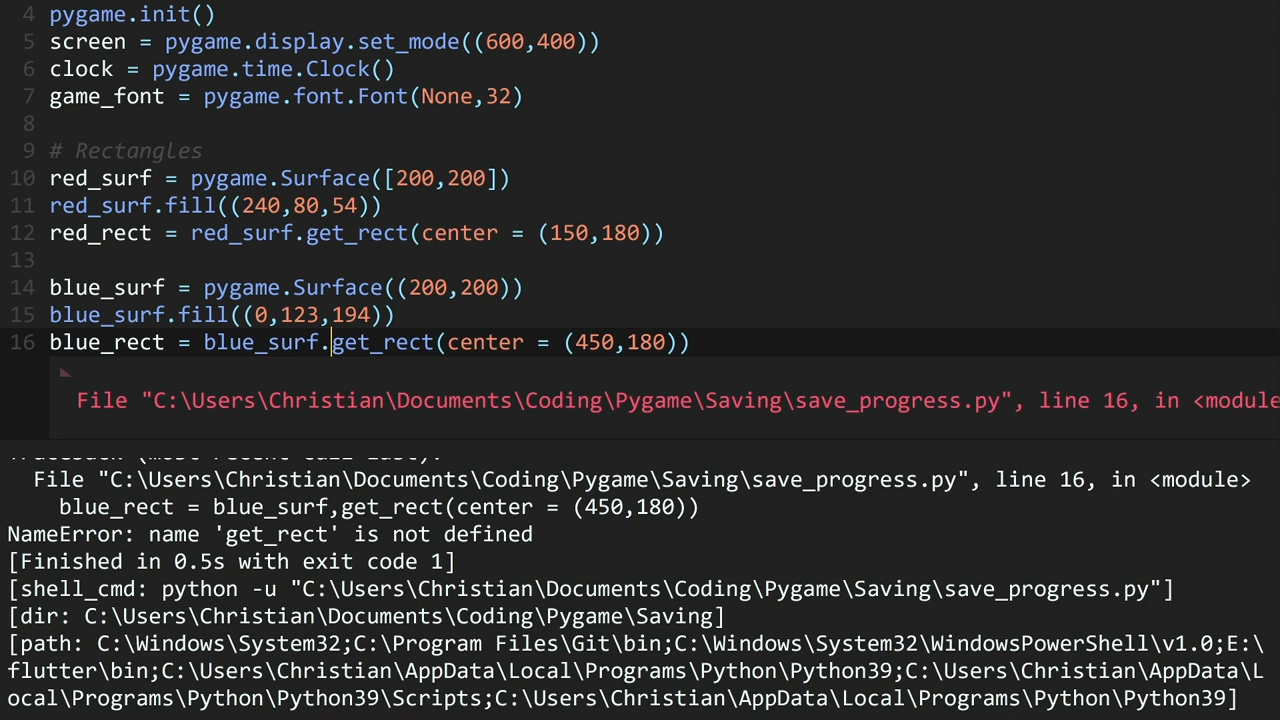 4 pygame.init()
5 screen = pygame.display.set_mode((600,400))
6 clock = pygame.time.Clock()
7 game_font = pygame.font.Font(None,32)
8
9 # Rectangles
10 red_surf = pygame.Surface([200,200])
11 red_surf.fill((240,80,54))
12 red_rect = red_surf.get_rect(center = (150,180))
13
14 blue_surf = pygame.Surface((200,200))
15 blue_surf.fill((0,123,194))
16 blue_rect = blue_surf.get_rect(center = (450,180))
File "C:\Users\Christian\Documents\Coding\Pygame\Saving\save_progress.py", line 16, in <module
Traceback (most recent call last):
File "C:\Users\Christian\Documents\Coding\Pygame\Saving\save_progress.py", line 16, in <module>
blue_rect = blue_surf,get_rect(center = (450,180))
NameError: name 'get_rect' is not defined
[Finished in 0.5s with exit code 1]
[shell_cmd: python -u "C:\Users\Christian\Documents\Coding\Pygame\Saving\save_progress.py"]
[dir: C:\Users\Christian\Documents\Coding\Pygame\Saving]
[path: C:\Windows\System32;C:\Program Files\Git\bin;C:\Windows\System32\WindowsPowerShell\v1.0;E:\
flutter\bin;C:\Users\Christian\AppData\Local\Programs\Python\Python39;C:\Users\Christian\AppData\L
ocal\Programs\Python\Python39\Scripts;C:\Users\Christian\AppData\Local\Programs\Python\Python39]